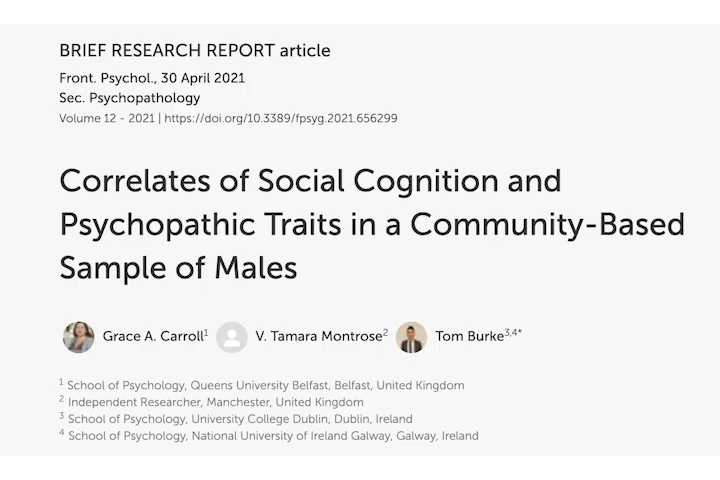 BRIEF RESEARCH REPORT article
Front. Psychol., 30 April 2021
Sec. Psychopathology
Volume 12 - 2021 | https://doi.org/10.3389/fpsyg.2021.656299
Correlates of Social Cognition and
Psychopathic Traits in a Community-Based
Sample of Males
Grace A. Carroll1 V. Tamara Montrose2 Tom Burke3,4*
1 School of Psychology, Queens University Belfast, Belfast, United Kingdom
2 Independent Researcher, Manchester, United Kingdom
3 School of Psychology, University College Dublin, Dublin, Ireland
4 School of Psychology, National University of Ireland Galway, Galway, Ireland